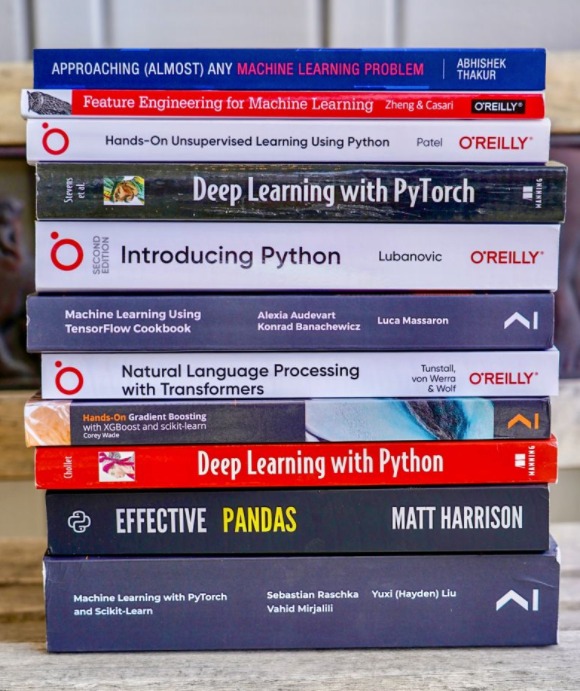 APPROACHING (ALMOST) ANY MACHINE LEARNING PROBLEM
ABHISHEK
THAKUR
Feature Engineering for Machine Learning Zheng & Casari O'REILLY®
Hands-On Unsupervised Learning Using Python Patel O'REILLY®
Stevens
et al.
Deep Learning with PyTorch
MANNING
SECOND
EDITION
Introducing Python Lubanovic O'REILLY®
Machine Learning Using
TensorFlow Cookbook
Alexia Audevart
Konrad Banachewicz
Luca Massaron
Natural Language Processing
with Transformers
Tunstall,
von Werra
& Wolf
O'REILLY®
Hands-On Gradient Boosting
with XGBoost and scikit-learn
Corey Wade
Chollet
Deep Learning with Python
MANNING
EFFECTIVE PANDAS MATT HARRISON
Machine Learning with PyTorch
and Scikit-Learn
Sebastian Raschka Yuxi (Hayden) Liu
Vahid Mirjalili